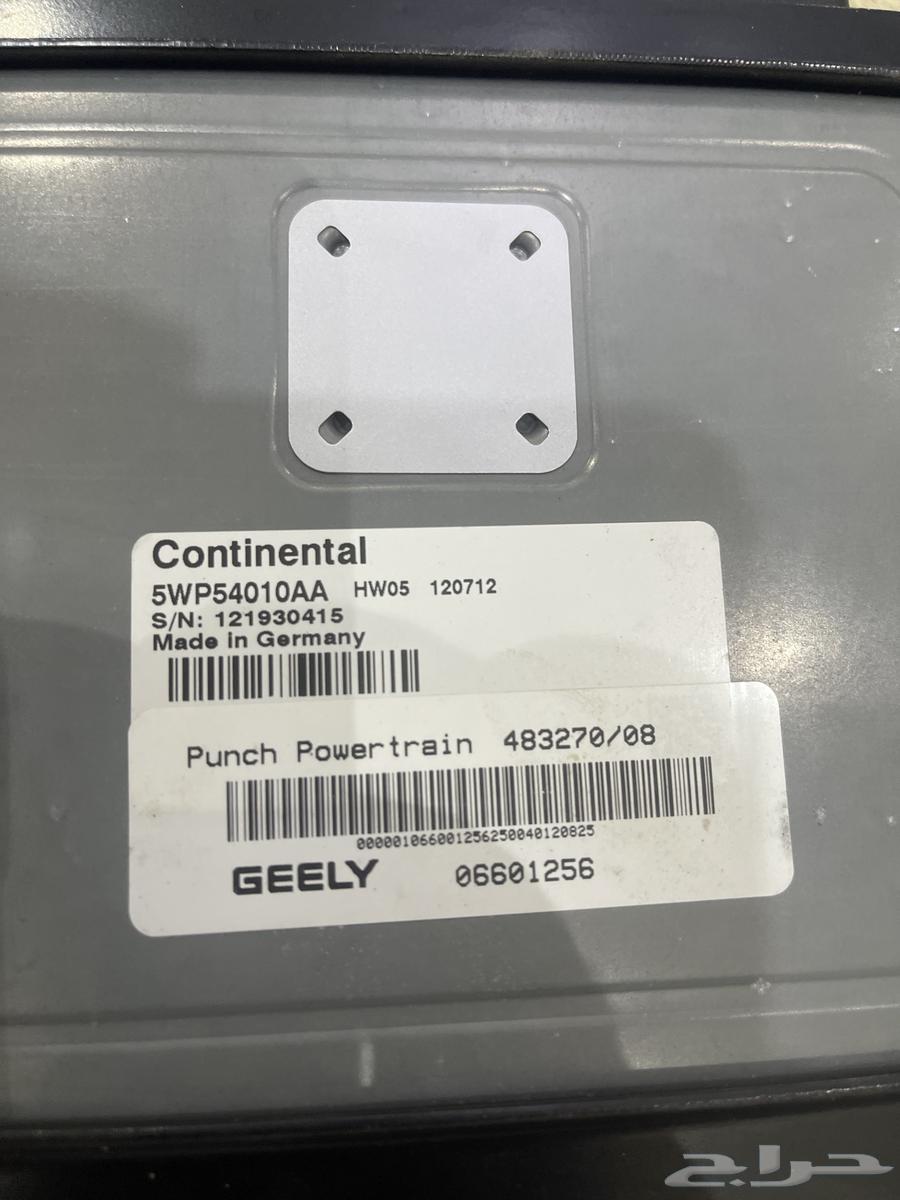 Continental
5WP54010AA HW05 120712
S/N: 121930415
Made in Germany
Punch Powertrain 483270/08
000001066001256250040120825
GEELY 06601256
حراج